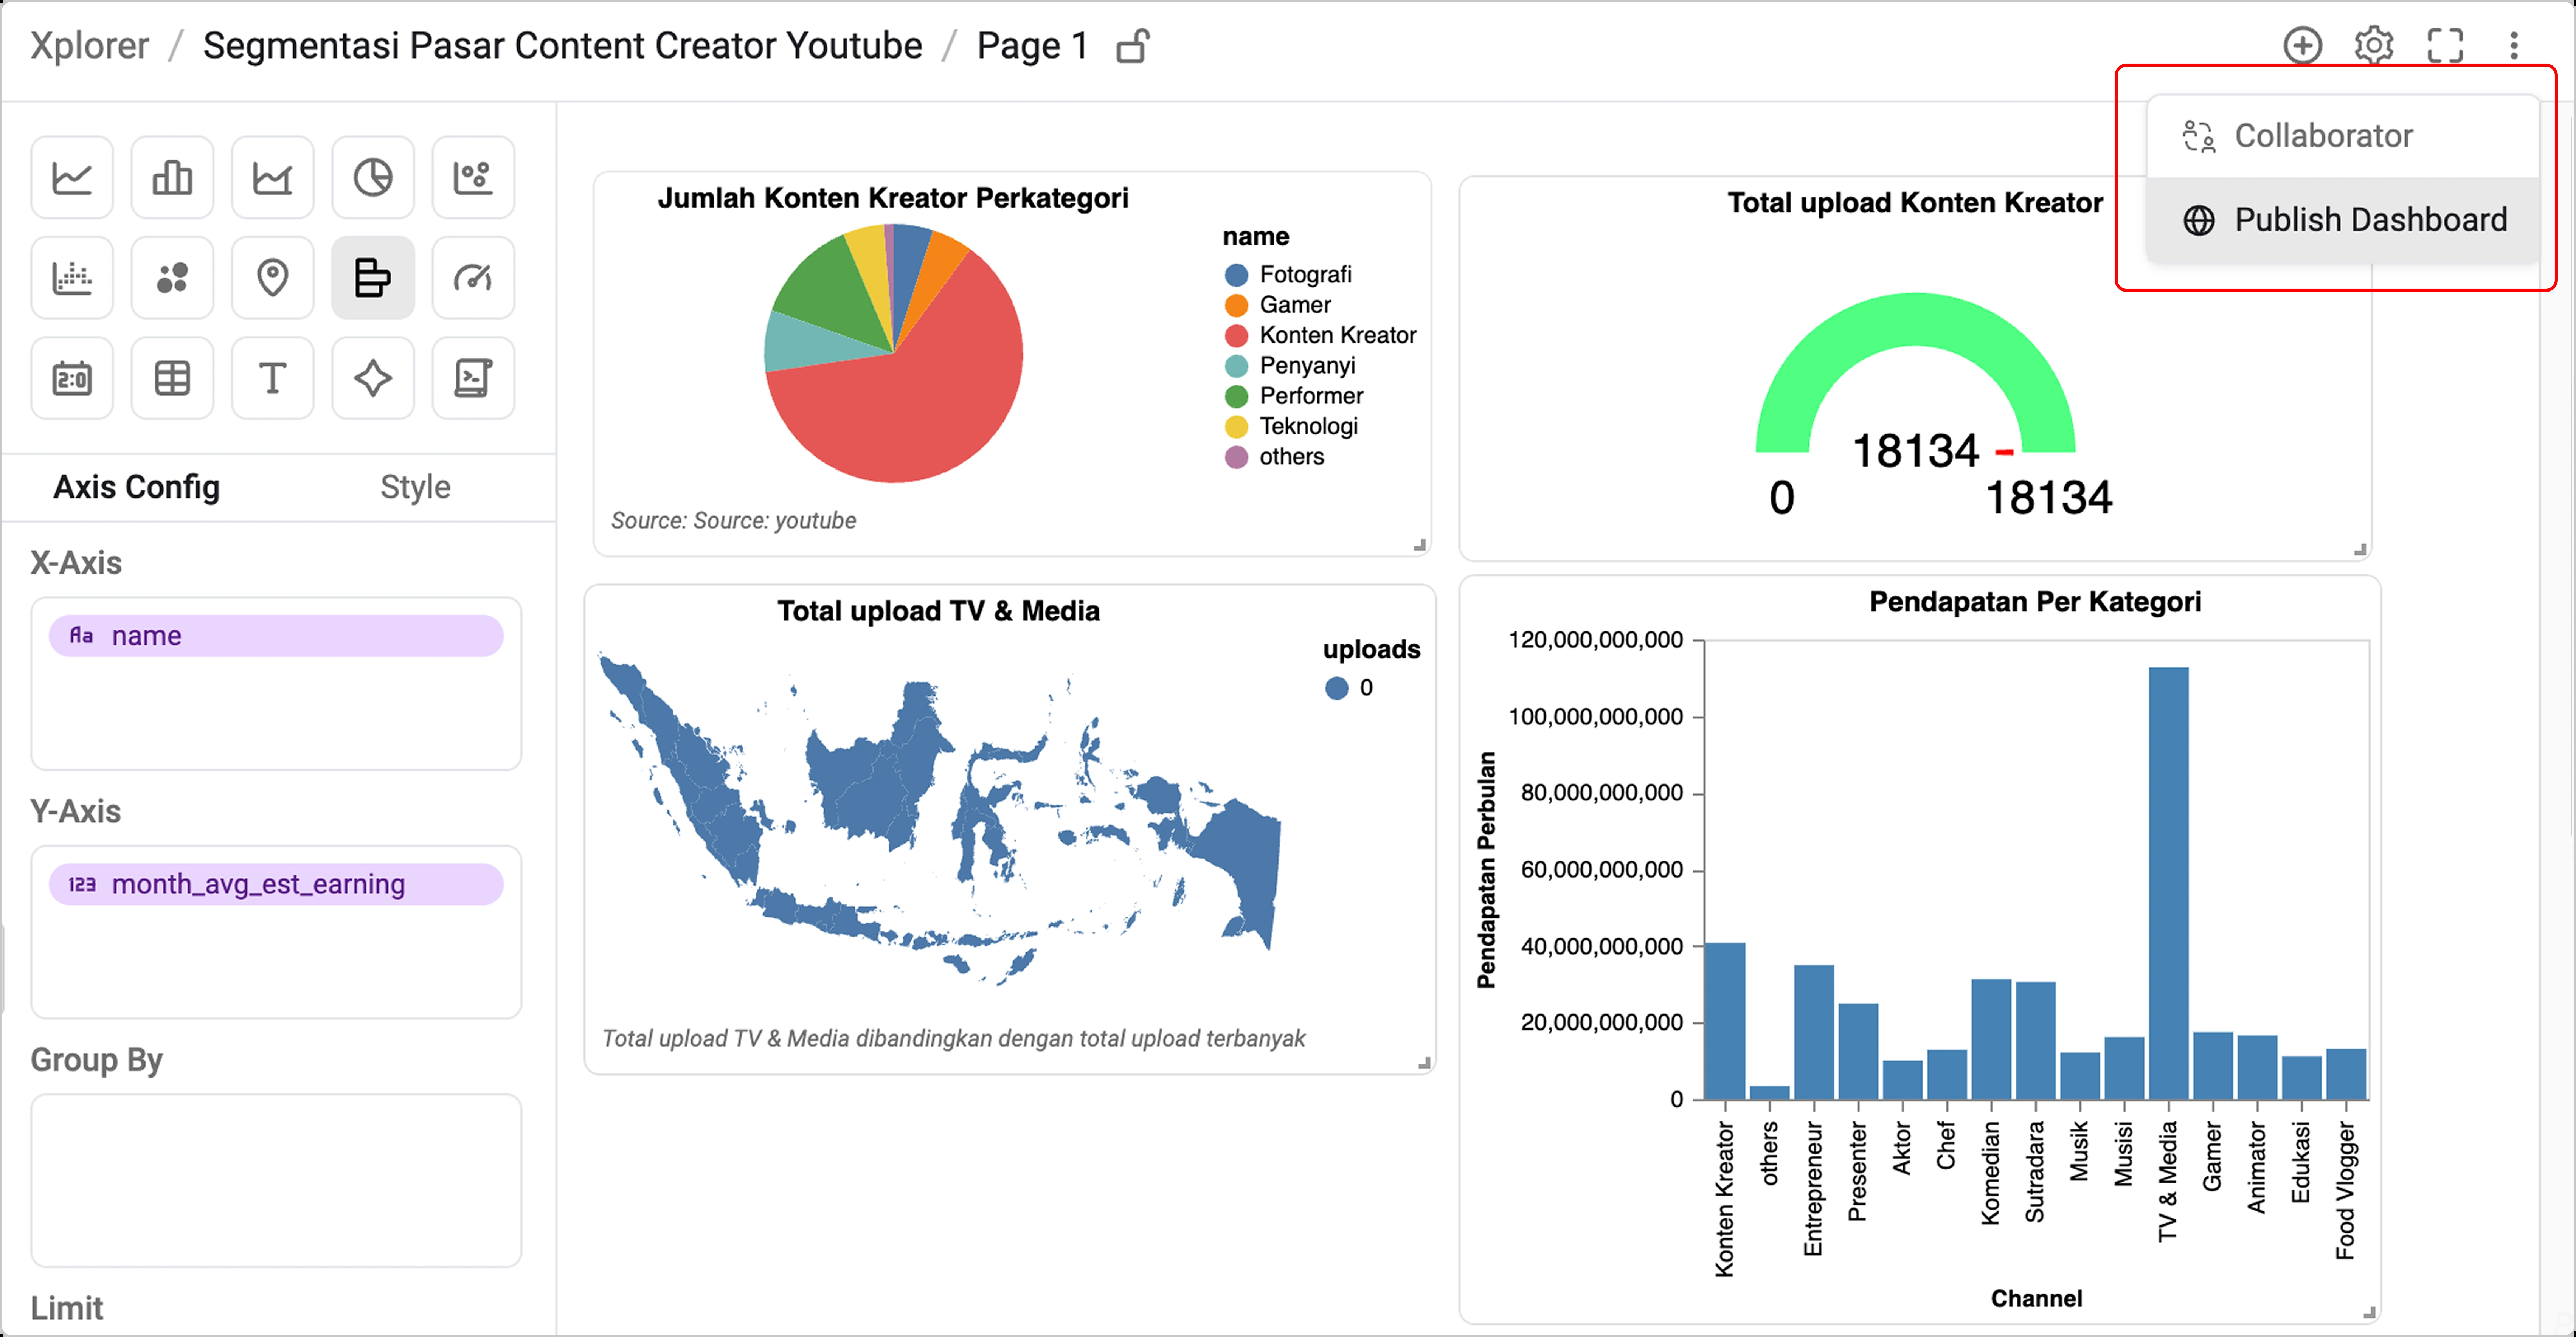 Xplorer / Segmentasi Pasar Content Creator Youtube / Page 1
Collaborator
Publish Dashboard
2:0
T
Axis Config
Style
X-Axis
Aa name
Y-Axis
123 month_avg_est_earning
Group By
Limit
Jumlah Konten Kreator Perkategori
name
Fotografi
Gamer
Konten Kreator
Penyanyi
Performer
Teknologi
others
Source: Source: youtube
Total upload Konten Kreator
18134
0
18134
Total upload TV & Media
uploads
0
Total upload TV & Media dibandingkan dengan total upload terbanyak
Pendapatan Per Kategori
Pendapatan Perbulan
120,000,000,000
100,000,000,000
80,000,000,000
60,000,000,000
40,000,000,000
20,000,000,000
0
Konten Kreator
others
Entrepreneur
Presenter
Aktor
Chef
Komedian
Sutradara
Musik
Musisi
TV & Media
Gamer
Animator
Edukasi
Food Vlogger
Channel